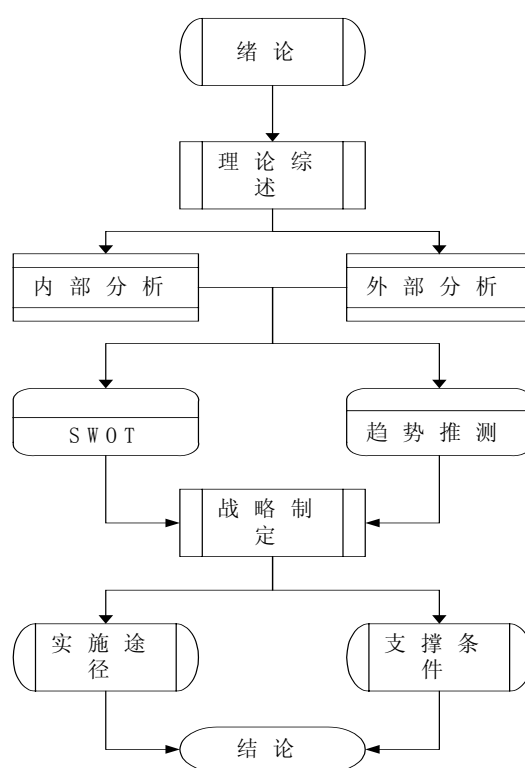 绪论
理论综
述
内部分析
外部分析
SWOT
趋势推测
战略制
定
实施途
径
支撑条
件
结论